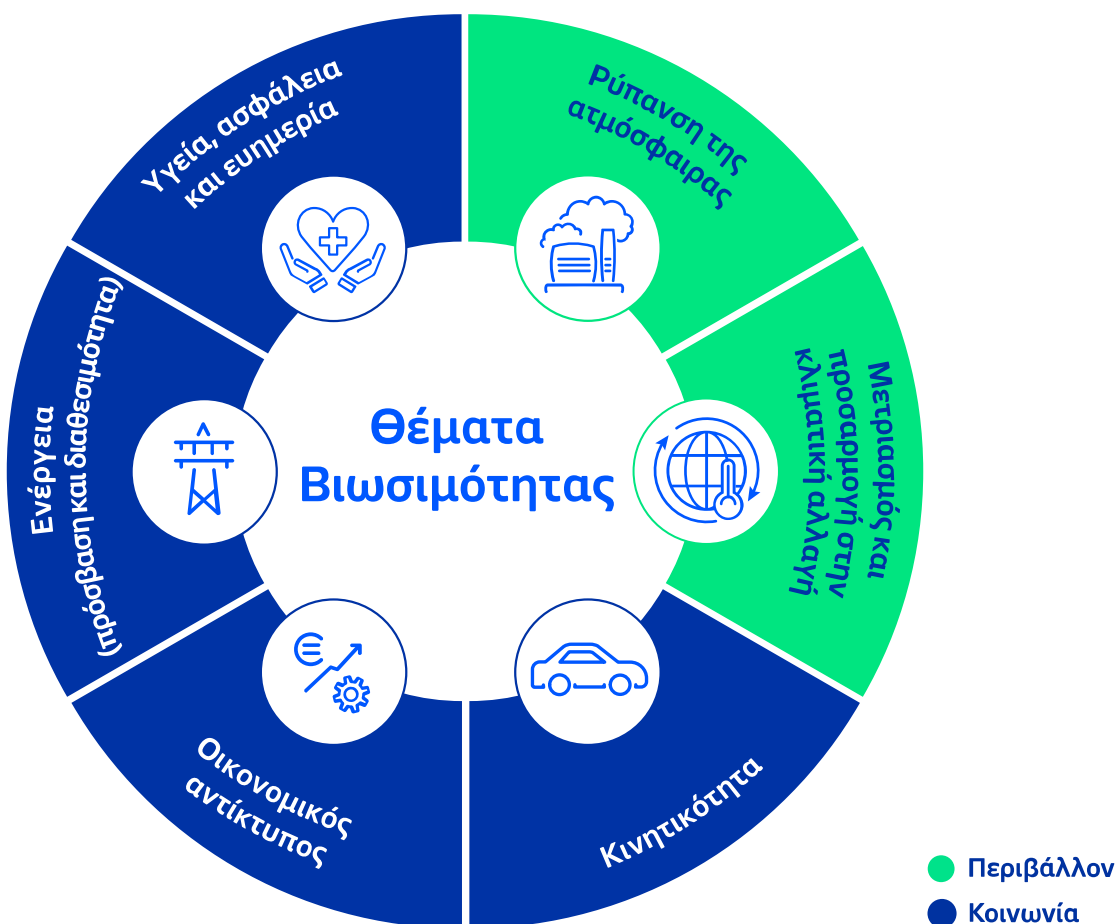 Θέματα
Βιωσιμότητας
Ρύπανση της
ατμόσφαιρας
Μετριασμός και
προσαρμογή στην
κλιματική αλλαγή
Κινητικότητα
Οικονομικός
αντίκτυπος
Ενέργεια
(πρόσβαση και διαθεσιμότητα)
Υγεία, ασφάλεια
και ευημερία
Περιβάλλον
Κοινωνία